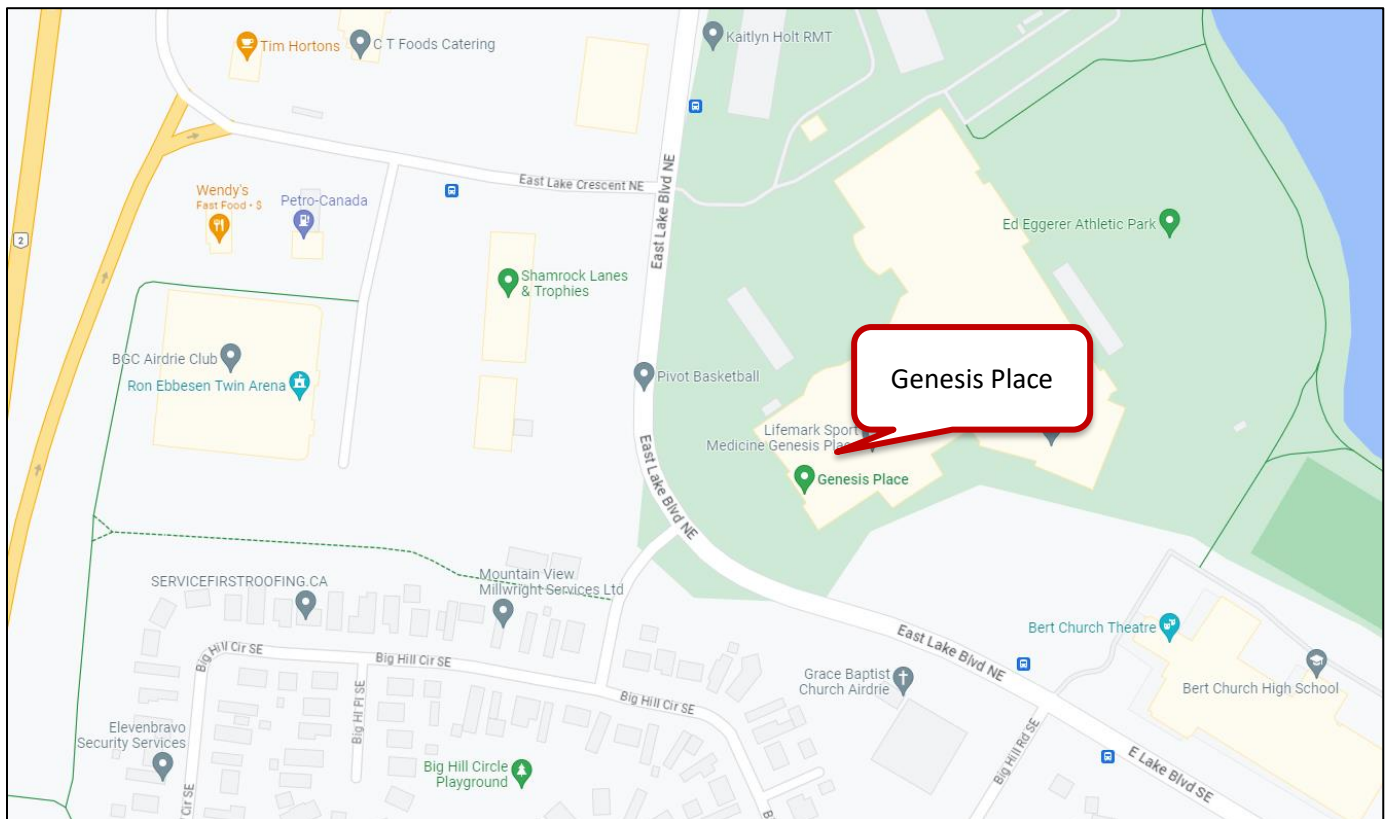 Tim Hortons
C T Foods Catering
Kaitlyn Holt RMT
East Lake Crescent NE
East Lake Blvd NE
Wendy's
Fast Food • $
Petro-Canada
2
Ed Eggerer Athletic Park
Shamrock Lanes
& Trophies
BGC Airdrie Club
Ron Ebbesen Twin Arena
Pivot Basketball
Genesis Place
Lifemark Sport
Medicine Genesis
Genesis Place
East Lake Blvd NE
SERVICEFIRSTROOFING.CA
Mountain View
Millwright Services Ltd
East Lake Blvd NE
Bert Church Theatre
Bert Church High School
Grace Baptist
Church Airdrie
Big Hill Cir SE
Big Hill Cir SE
Big Hill Cir SE
Big Hl Pl SE
Elevenbravo
Security Services
Big Hill Circle
Playground
Big Hill Rd SE
E Lake Blvd SE
Cir SE
B